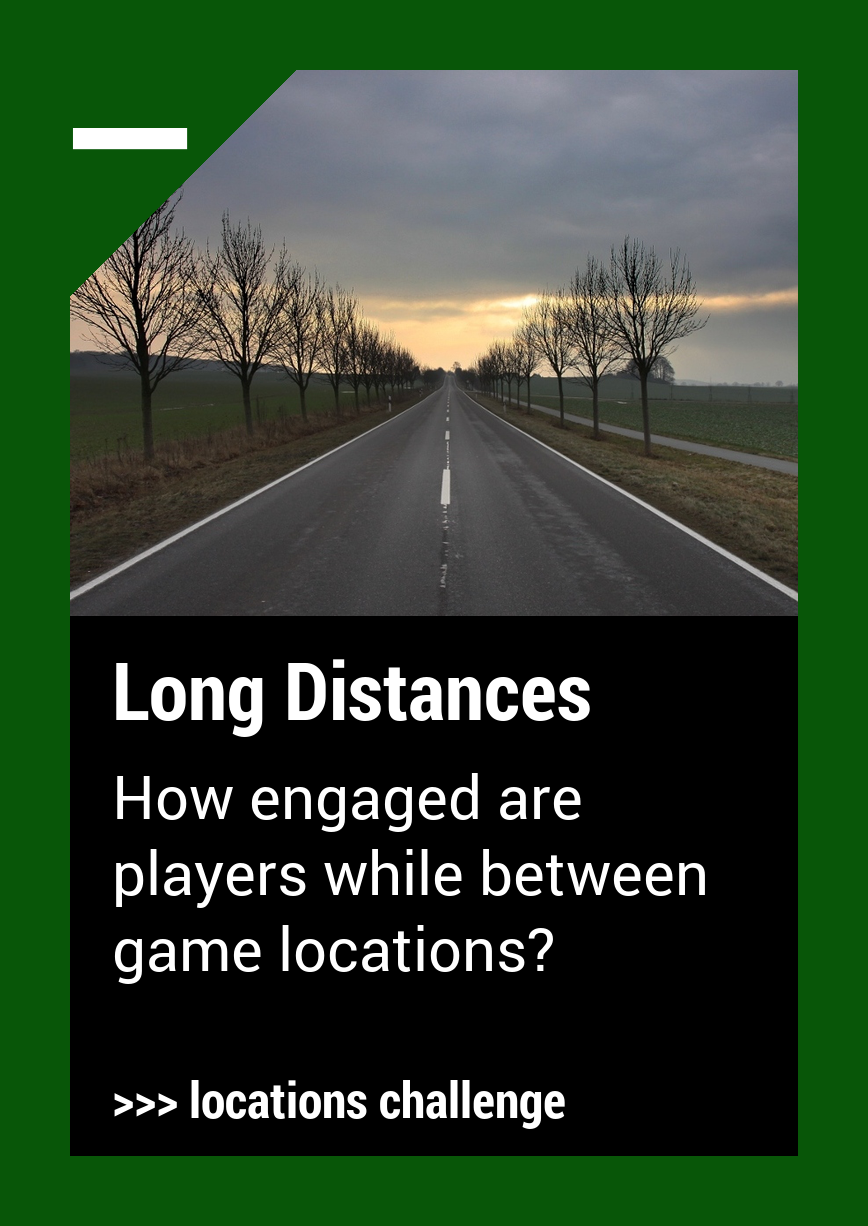 Long Distances
How engaged are
players while between
game locations?
>>> locations challenge